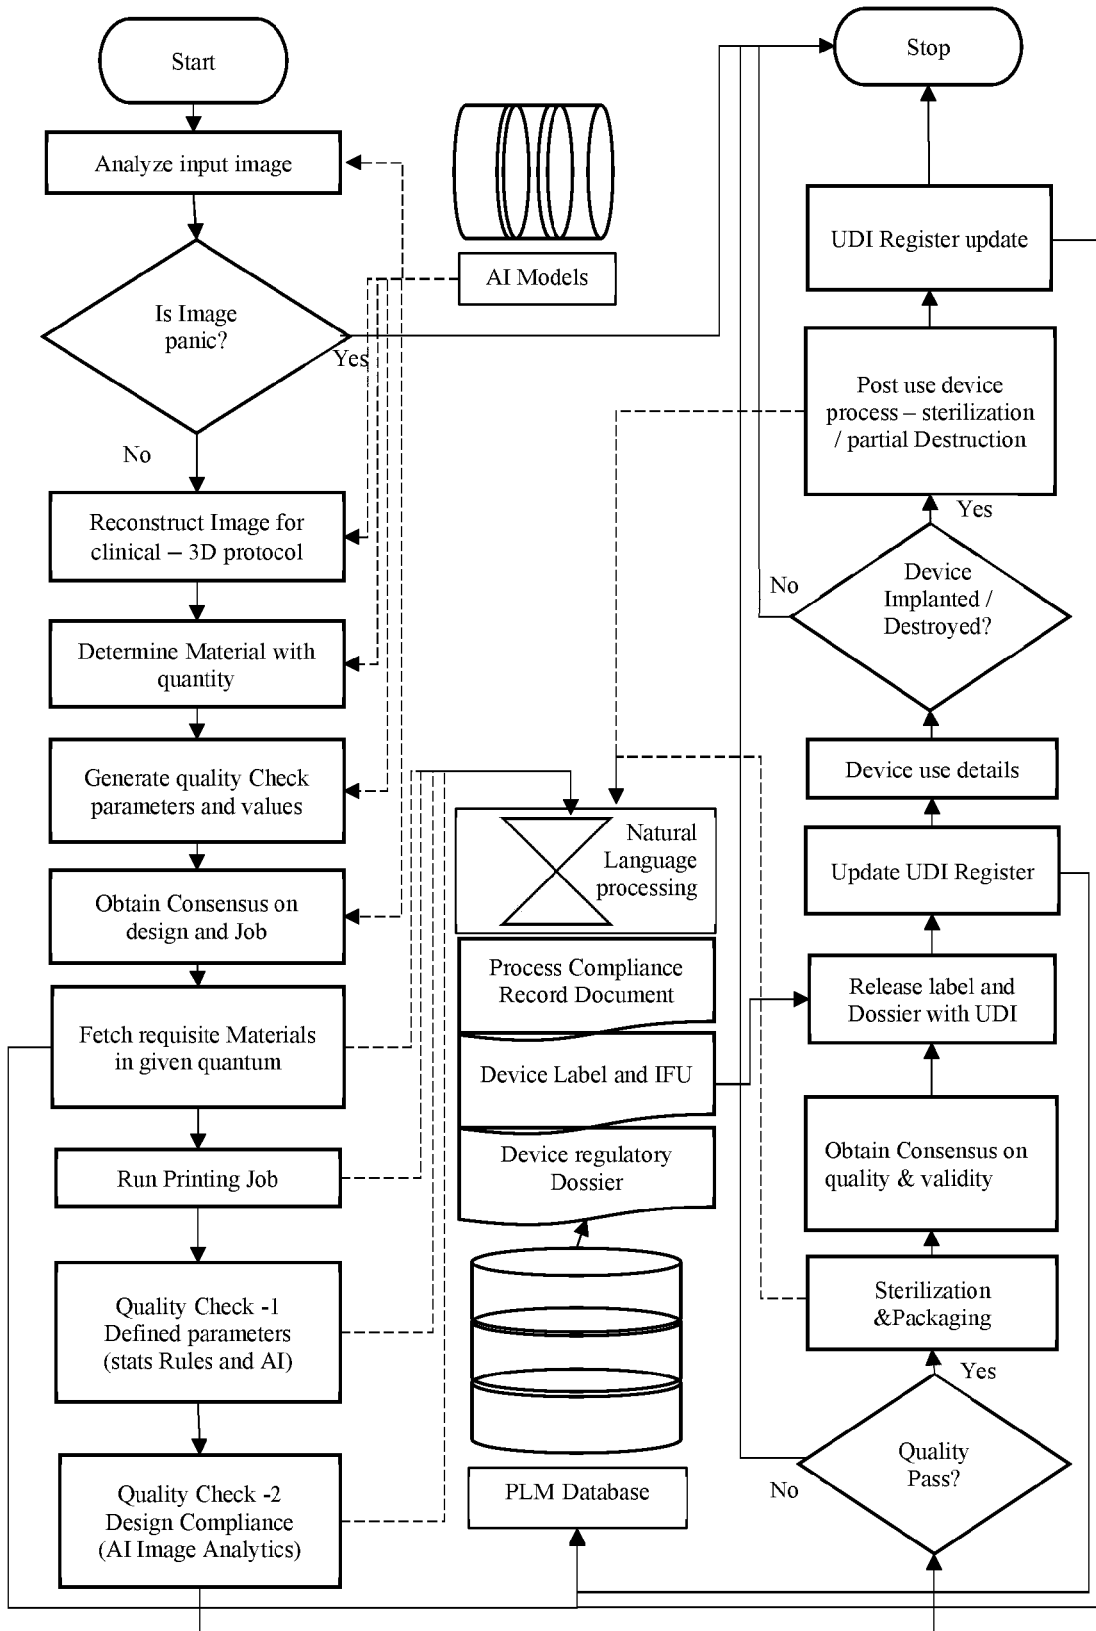 Start
Analyze input image
Is Image
panic?
Yes
No
Reconstruct Image for
clinical – 3D protocol
Determine Material with
quantity
Generate quality Check
parameters and values
Obtain Consensus on
design and Job
Fetch requisite Materials
in given quantum
Run Printing Job
Quality Check -1
Defined parameters
(stats Rules and AI)
Quality Check -2
Design Compliance
(AI Image Analytics)
AI Models
Natural
Language
processing
Process Compliance
Record Document
Device Label and IFU
Device regulatory
Dossier
PLM Database
Stop
UDI Register update
Post use device
process – sterilization
/ partial Destruction
Yes
No
Device
Implanted /
Destroyed?
Device use details
Update UDI Register
Release label and
Dossier with UDI
Obtain Consensus on
quality & validity
Sterilization
&Packaging
Yes
Quality
Pass?
No